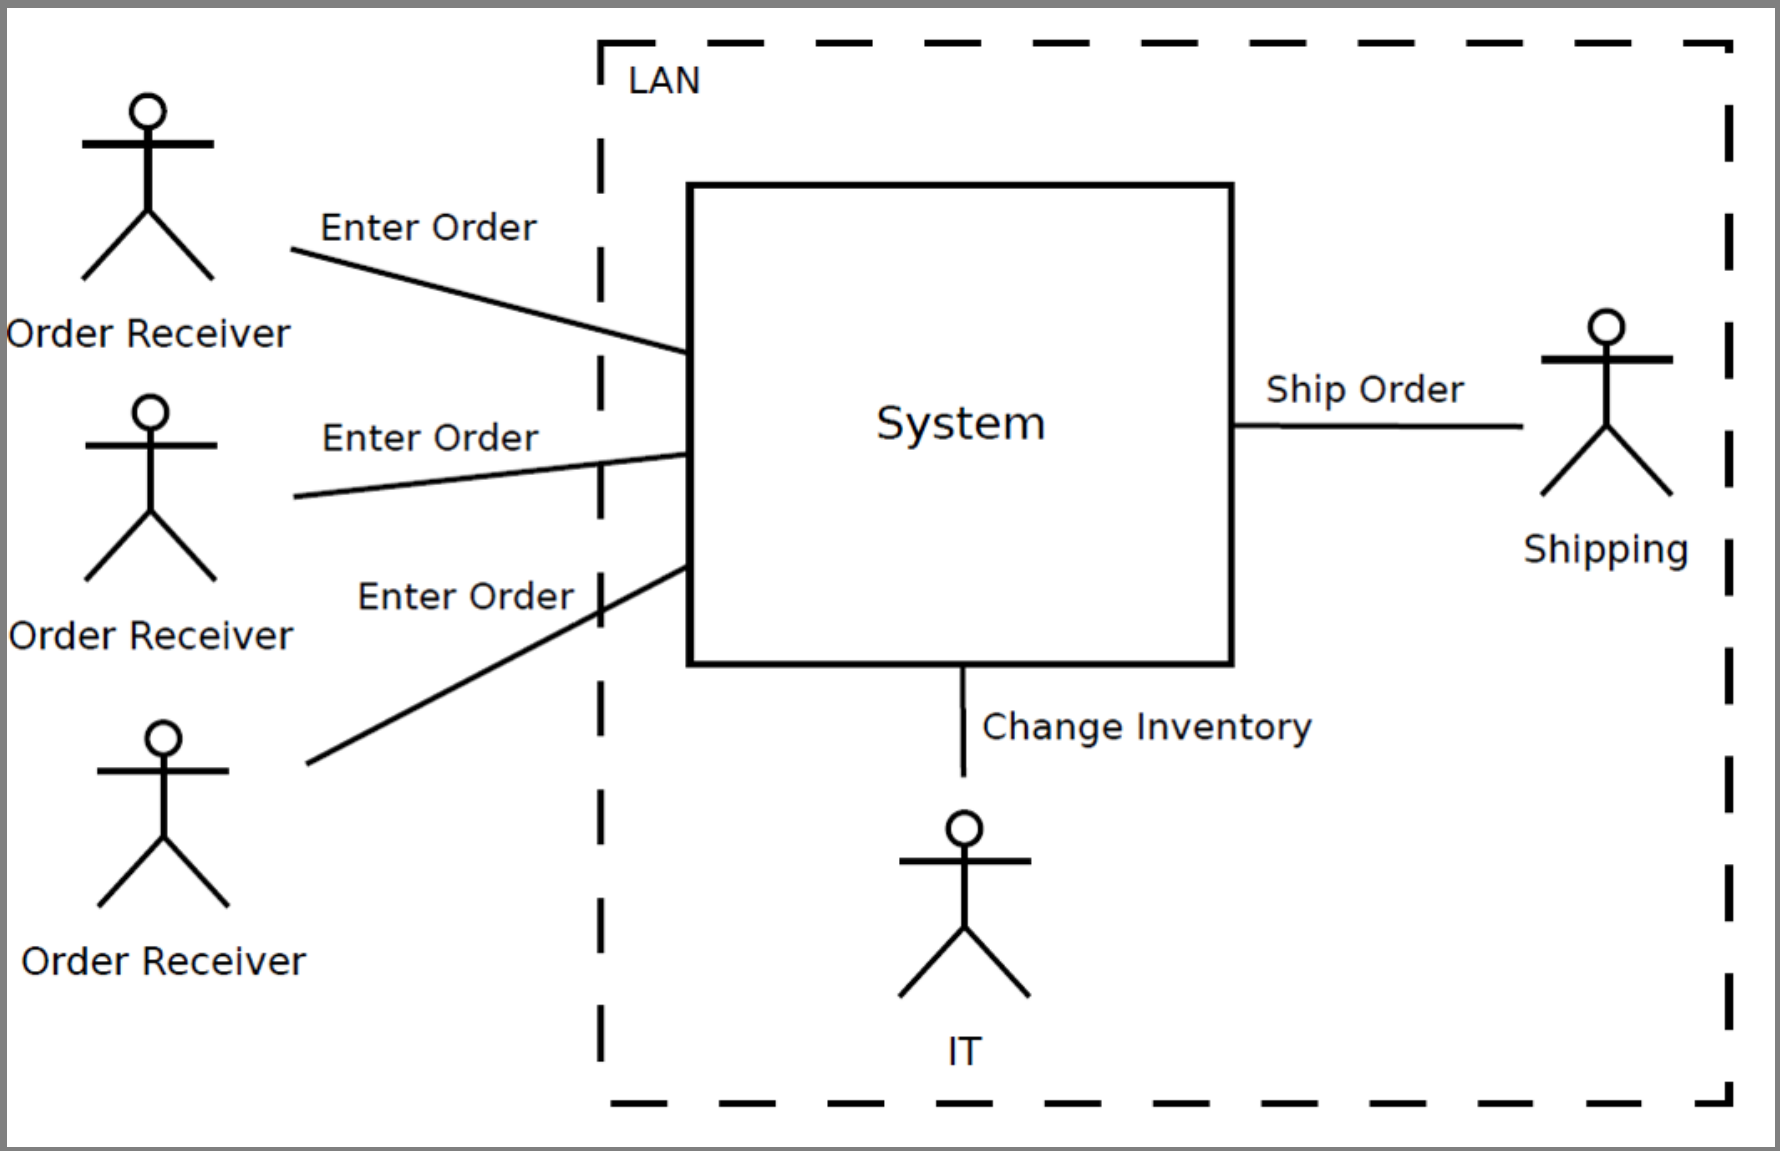 LAN
Enter Order
Order Receiver
Enter Order
Order Receiver
Enter Order
Order Receiver
System
Ship Order
Shipping
Change Inventory
IT